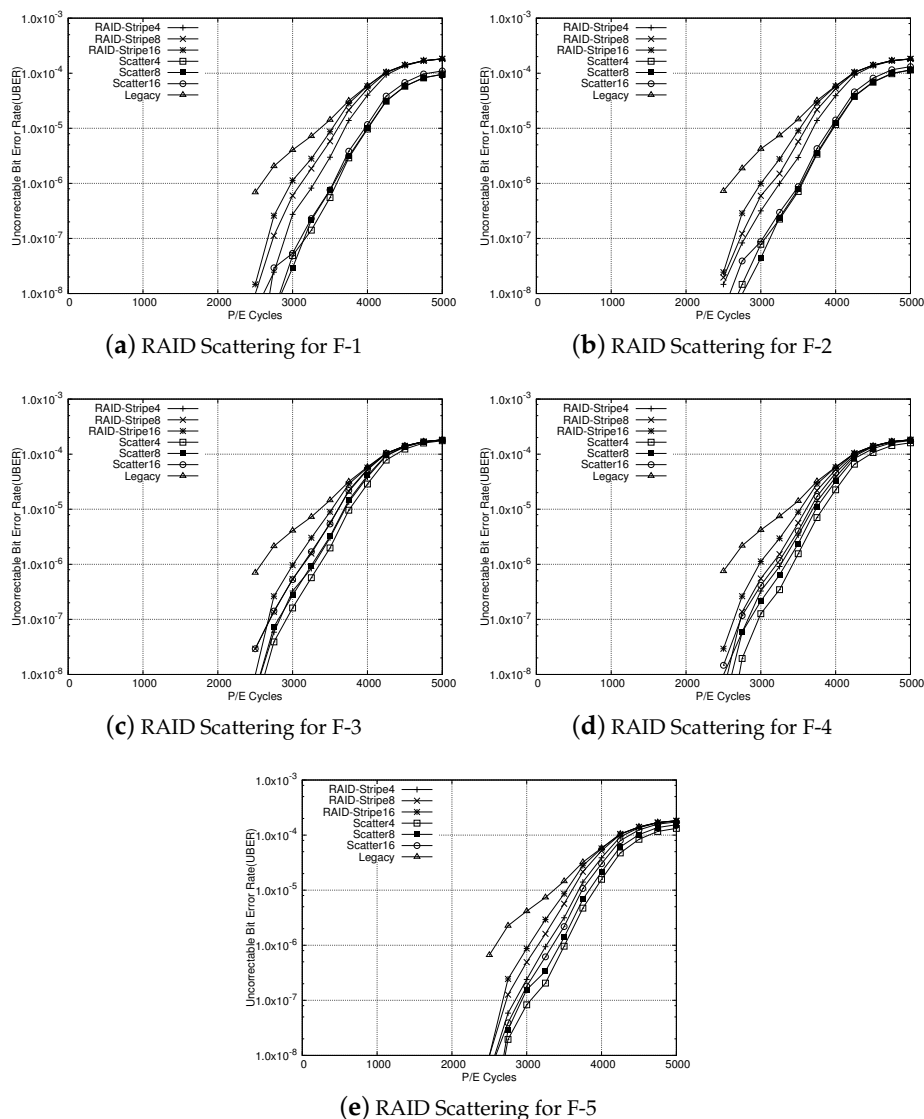 1.0x10-3
1.0x10-4
1.0x10-5
1.0x10-6
1.0x10-7
1.0x10-8
Uncorrectable Bit Error Rate(UBER)
RAID-Stripe4
RAID-Stripe8
RAID-Stripe16
Scatter4
Scatter8
Scatter16
Legacy
0 1000 2000 3000 4000 5000
P/E Cycles
(a) RAID Scattering for F-1
1.0x10-3
1.0x10-4
1.0x10-5
1.0x10-6
1.0x10-7
1.0x10-8
Uncorrectable Bit Error Rate(UBER)
RAID-Stripe4
RAID-Stripe8
RAID-Stripe16
Scatter4
Scatter8
Scatter16
Legacy
0 1000 2000 3000 4000 5000
P/E Cycles
(b) RAID Scattering for F-2
1.0x10-3
1.0x10-4
1.0x10-5
1.0x10-6
1.0x10-7
1.0x10-8
Uncorrectable Bit Error Rate(UBER)
RAID-Stripe4
RAID-Stripe8
RAID-Stripe16
Scatter4
Scatter8
Scatter16
Legacy
0 1000 2000 3000 4000 5000
P/E Cycles
(c) RAID Scattering for F-3
1.0x10-3
1.0x10-4
1.0x10-5
1.0x10-6
1.0x10-7
1.0x10-8
Uncorrectable Bit Error Rate(UBER)
RAID-Stripe4
RAID-Stripe8
RAID-Stripe16
Scatter4
Scatter8
Scatter16
Legacy
0 1000 2000 3000 4000 5000
P/E Cycles
(d) RAID Scattering for F-4
1.0x10-3
1.0x10-4
1.0x10-5
1.0x10-6
1.0x10-7
1.0x10-8
Uncorrectable Bit Error Rate(UBER)
RAID-Stripe4
RAID-Stripe8
RAID-Stripe16
Scatter4
Scatter8
Scatter16
Legacy
0 1000 2000 3000 4000 5000
P/E Cycles
(e) RAID Scattering for F-5